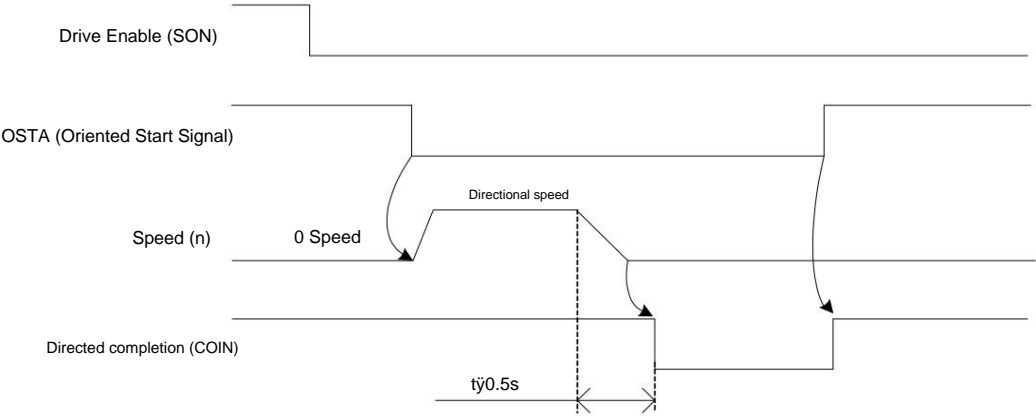 Drive Enable (SON)
OSTA (Oriented Start Signal)
Directional speed
Speed (n)
0 Speed
Directed completion (COIN)
tÿ0.5s